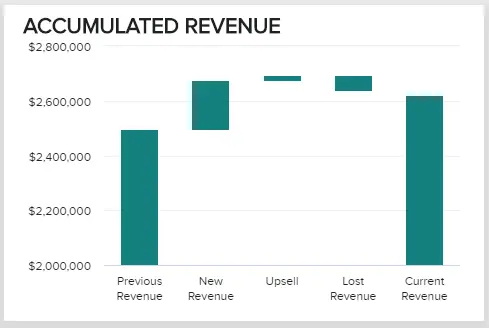 ACCUMULATED REVENUE
$2,800,000
$2,600,000
$2,400,000
$2,200,000
$2,000,000
Previous Revenue
New Revenue
Upsell
Lost Revenue
Current Revenue